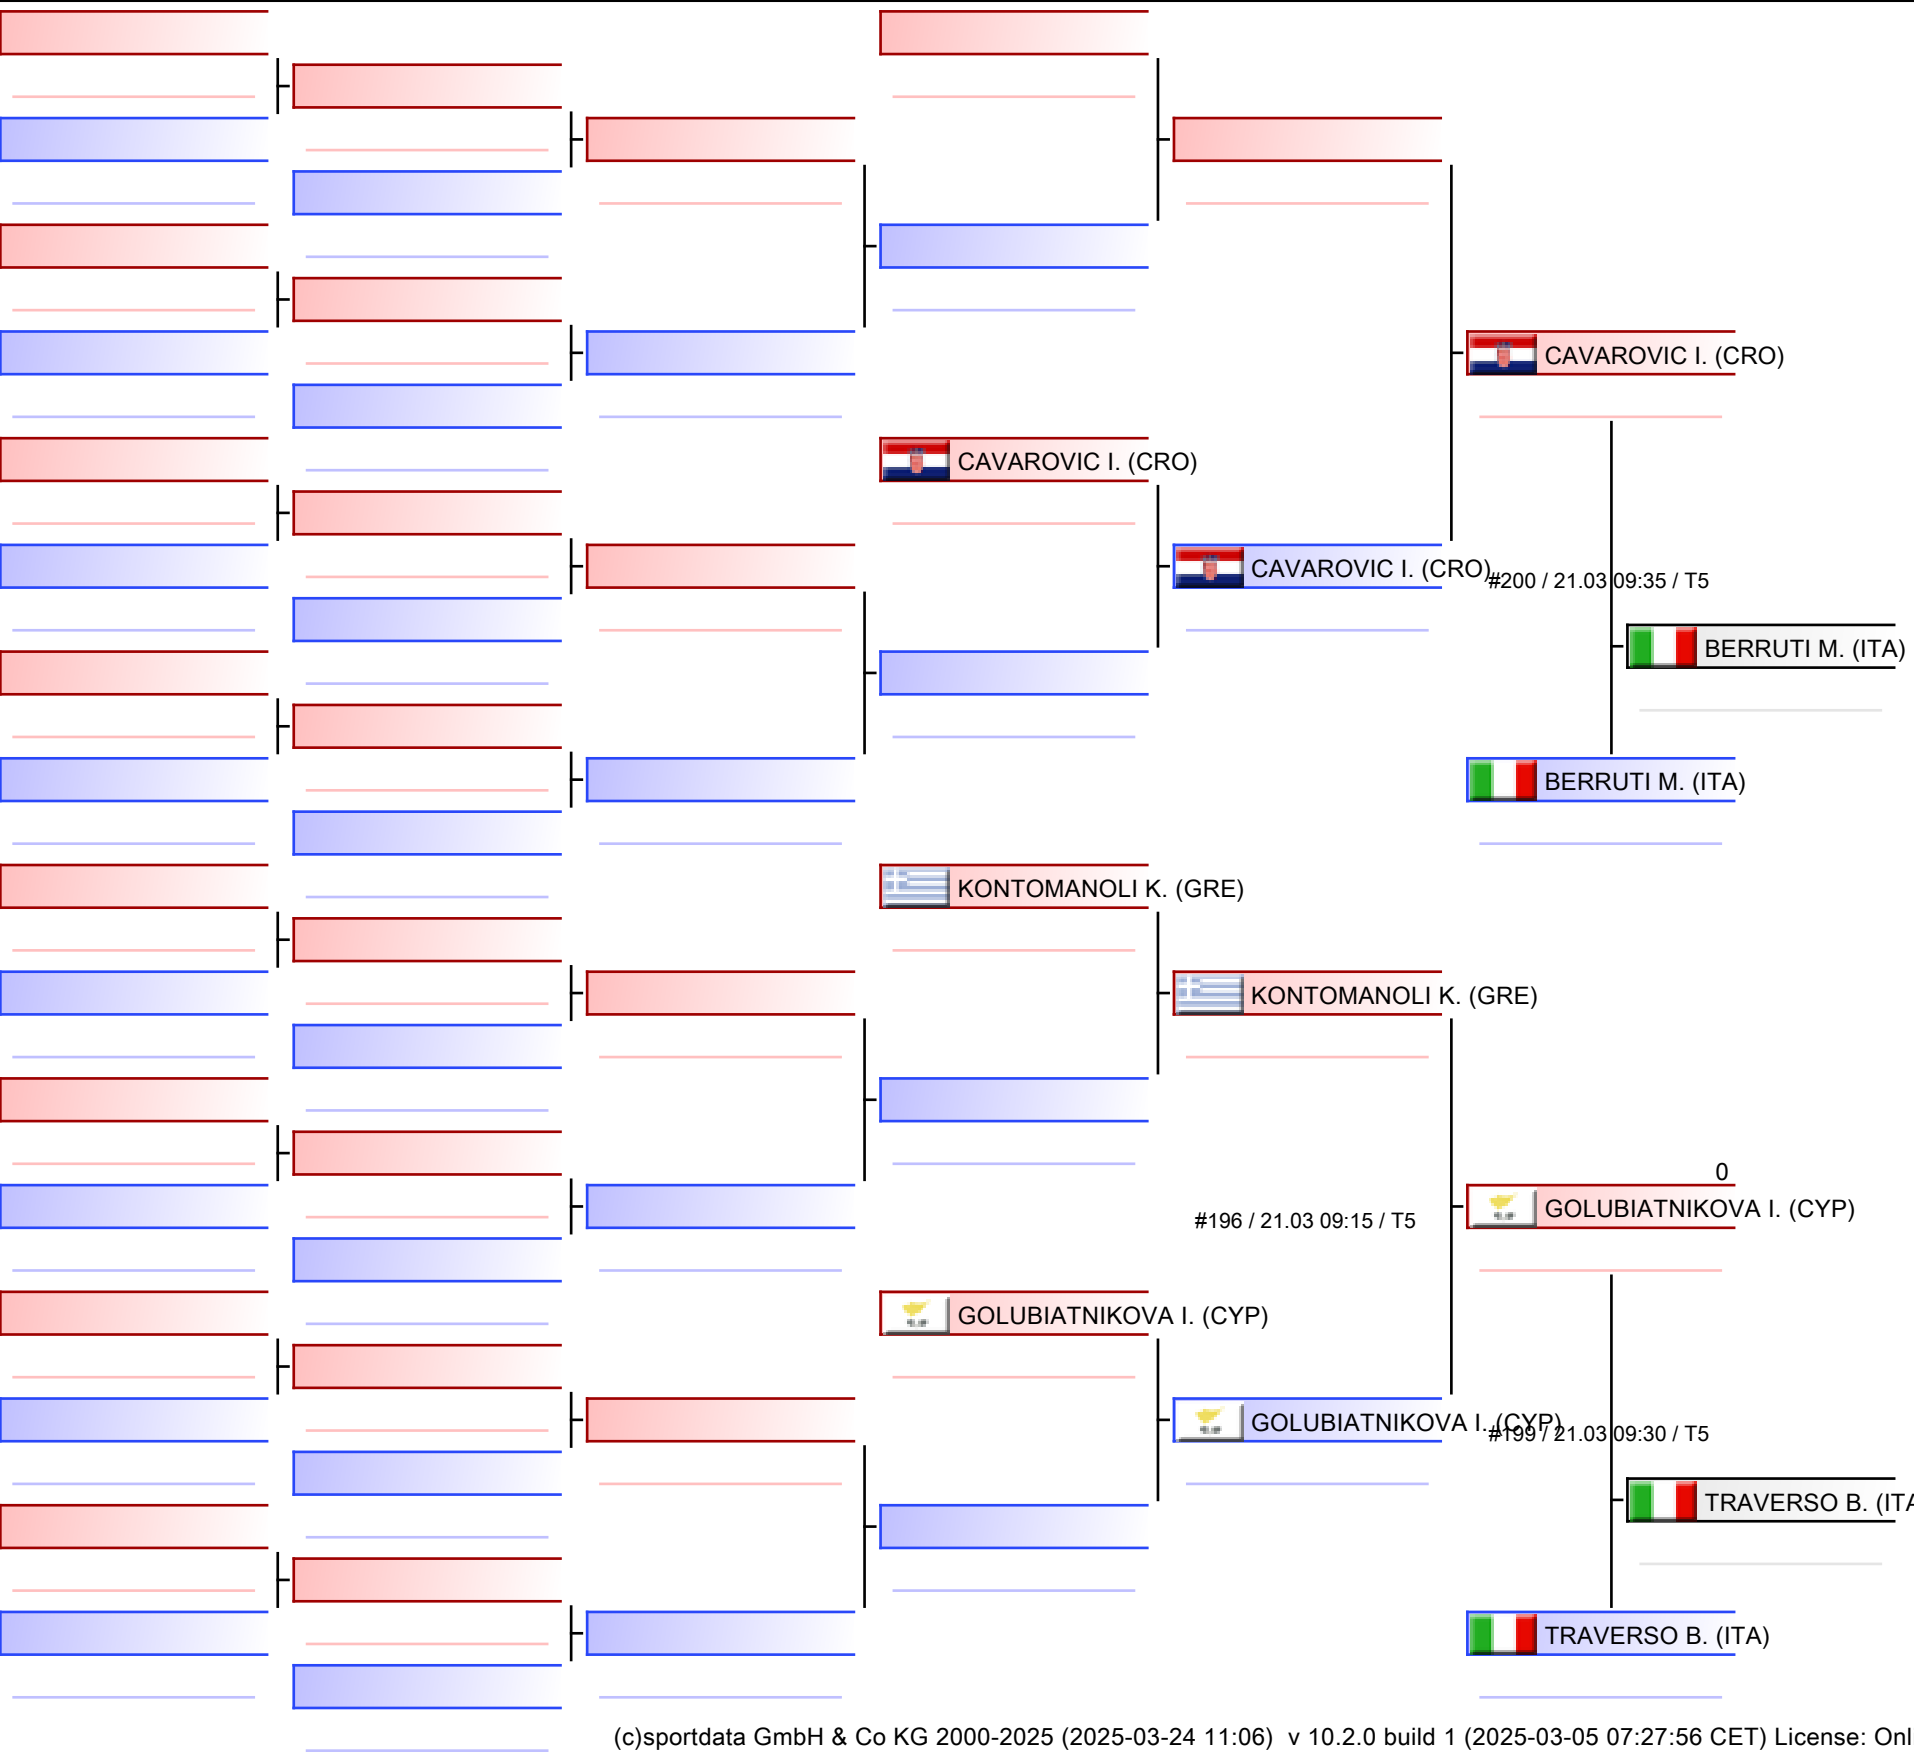 CAVAROVIC I. (CRO)
CAVAROVIC I. (CRO)
CAVAROVIC I. (CRO)
#200 / 21.03 09:35 / T5
BERRUTI M. (ITA)
BERRUTI M. (ITA)
KONTOMANOLI K. (GRE)
KONTOMANOLI K. (GRE)
0
GOLUBIATNIKOVA I. (CYP)
#196 / 21.03 09:15 / T5
GOLUBIATNIKOVA I. (CYP)
GOLUBIATNIKOVA I. (CYP)
#199 / 21.03 09:30 / T5
TRAVERSO B. (ITA
TRAVERSO B. (ITA)
(c)sportdata GmbH & Co KG 2000-2025 (2025-03-24 11:06) v 10.2.0 build 1 (2025-03-05 07:27:56 CET) License: Onl